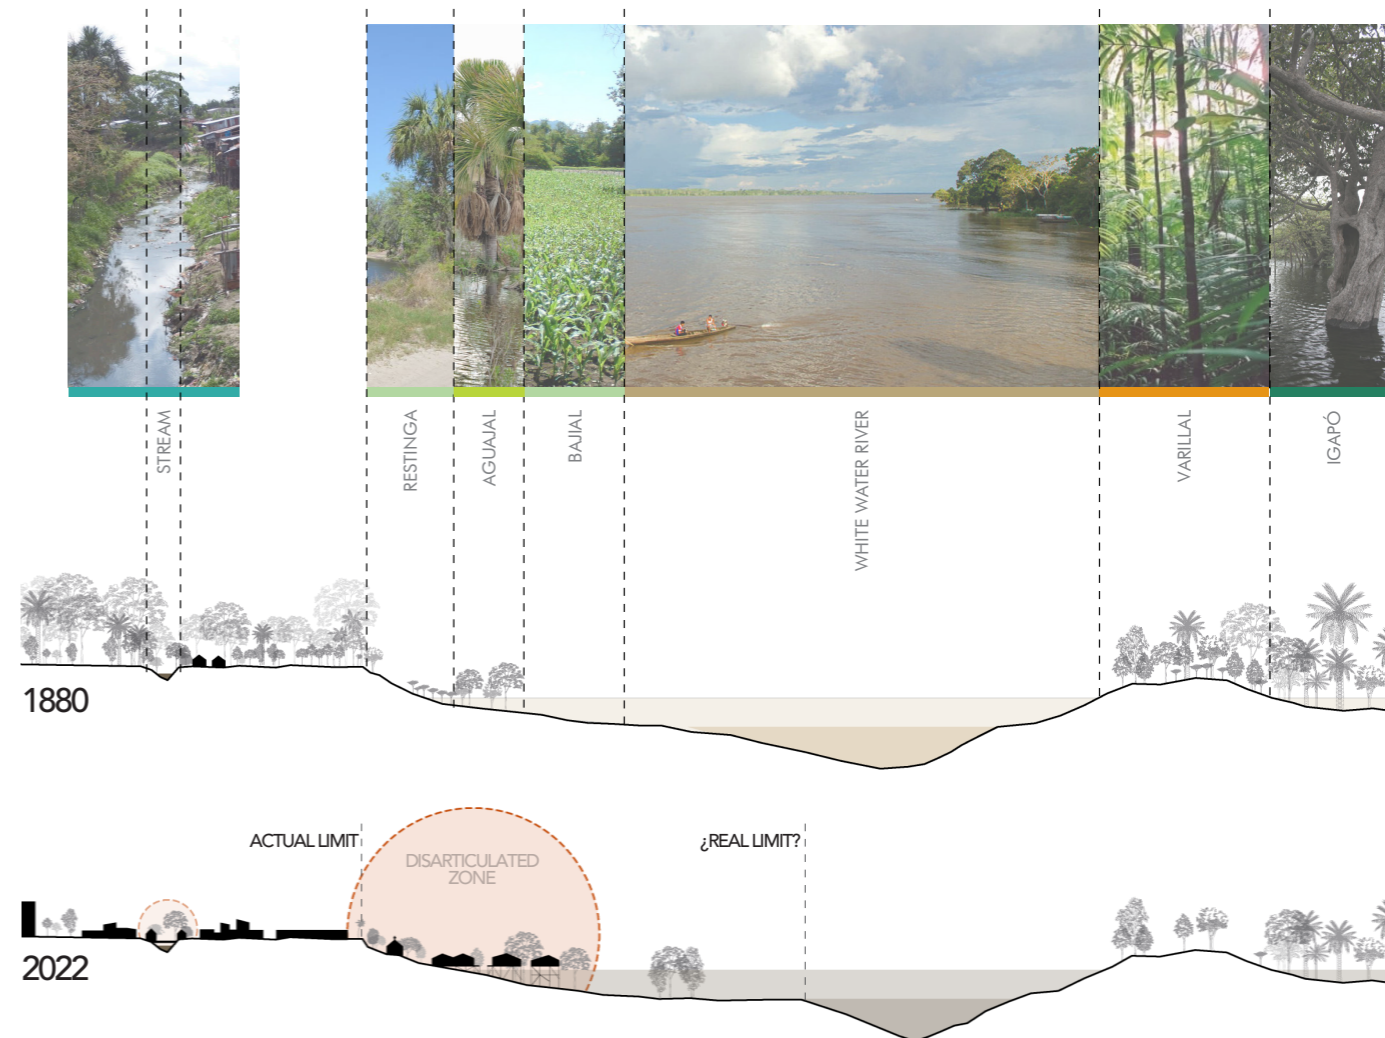 STREAM
RESTINGA
AGUAJAL
BAJIAL
WHITE WATER RIVER
VARILLAL
IGAPÓ
1880
ACTUAL LIMIT
¿REAL LIMIT?
DISARTICULATED
ZONE
2022